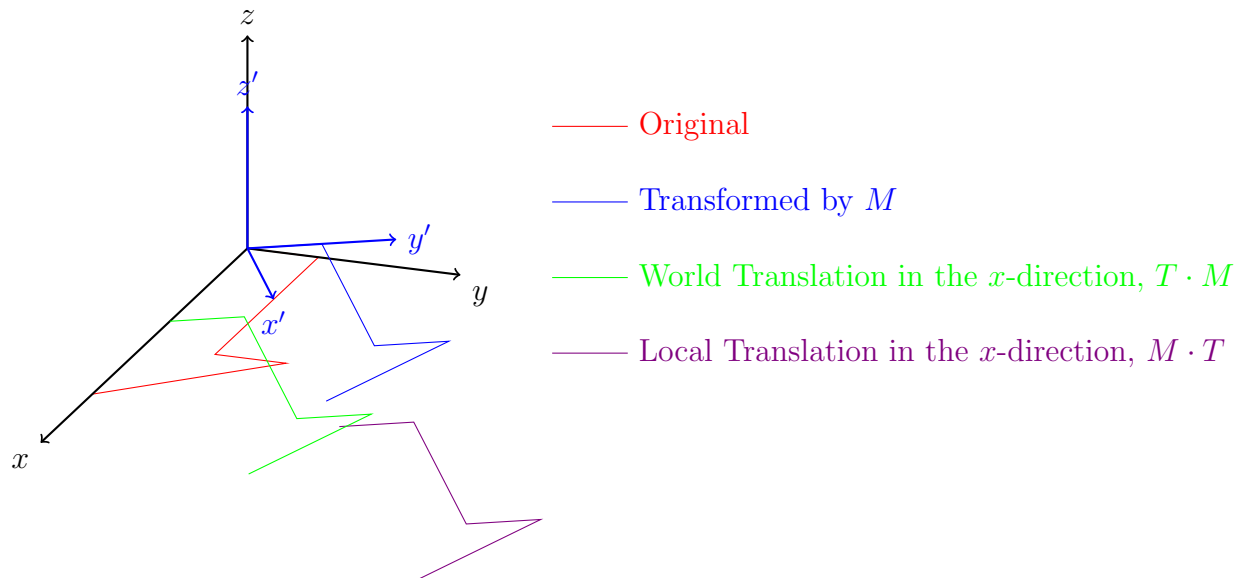 z
z′
Original
Transformed by M
y′
World Translation in the x-direction, T · M
y
x′
Local Translation in the x-direction, M · T
x